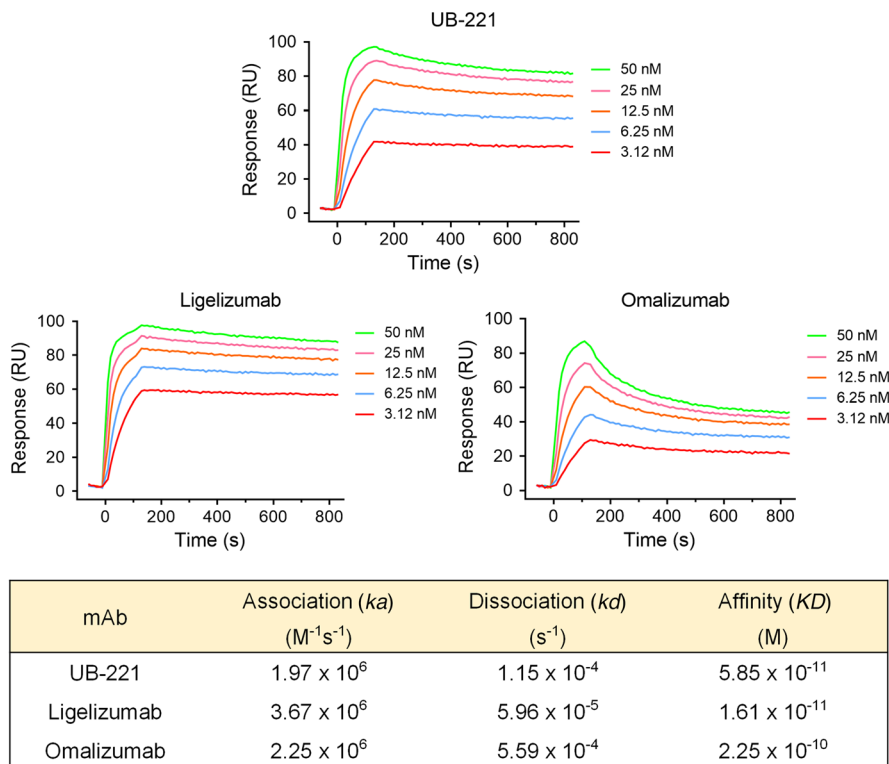 UB-221
Response (RU)
100
80
60
40
20
0
0 200 400 600 800
Time (s)
50 nM
25 nM
12.5 nM
6.25 nM
3.12 nM
Ligelizumab
Response (RU)
100
80
60
40
20
0
0 200 400 600 800
Time (s)
50 nM
25 nM
12.5 nM
6.25 nM
3.12 nM
Omalizumab
Response (RU)
100
80
60
40
20
0
0 200 400 600 800
Time (s)
50 nM
25 nM
12.5 nM
6.25 nM
3.12 nM
mAb Association (ka) (M⁻¹s⁻¹) Dissociation (kd) (s⁻¹) Affinity (KD) (M)
UB-221 1.97 x 10⁶ 1.15 x 10⁻⁴ 5.85 x 10⁻¹¹
Ligelizumab 3.67 x 10⁶ 5.96 x 10⁻⁵ 1.61 x 10⁻¹¹
Omalizumab 2.25 x 10⁶ 5.59 x 10⁻⁴ 2.25 x 10⁻¹⁰